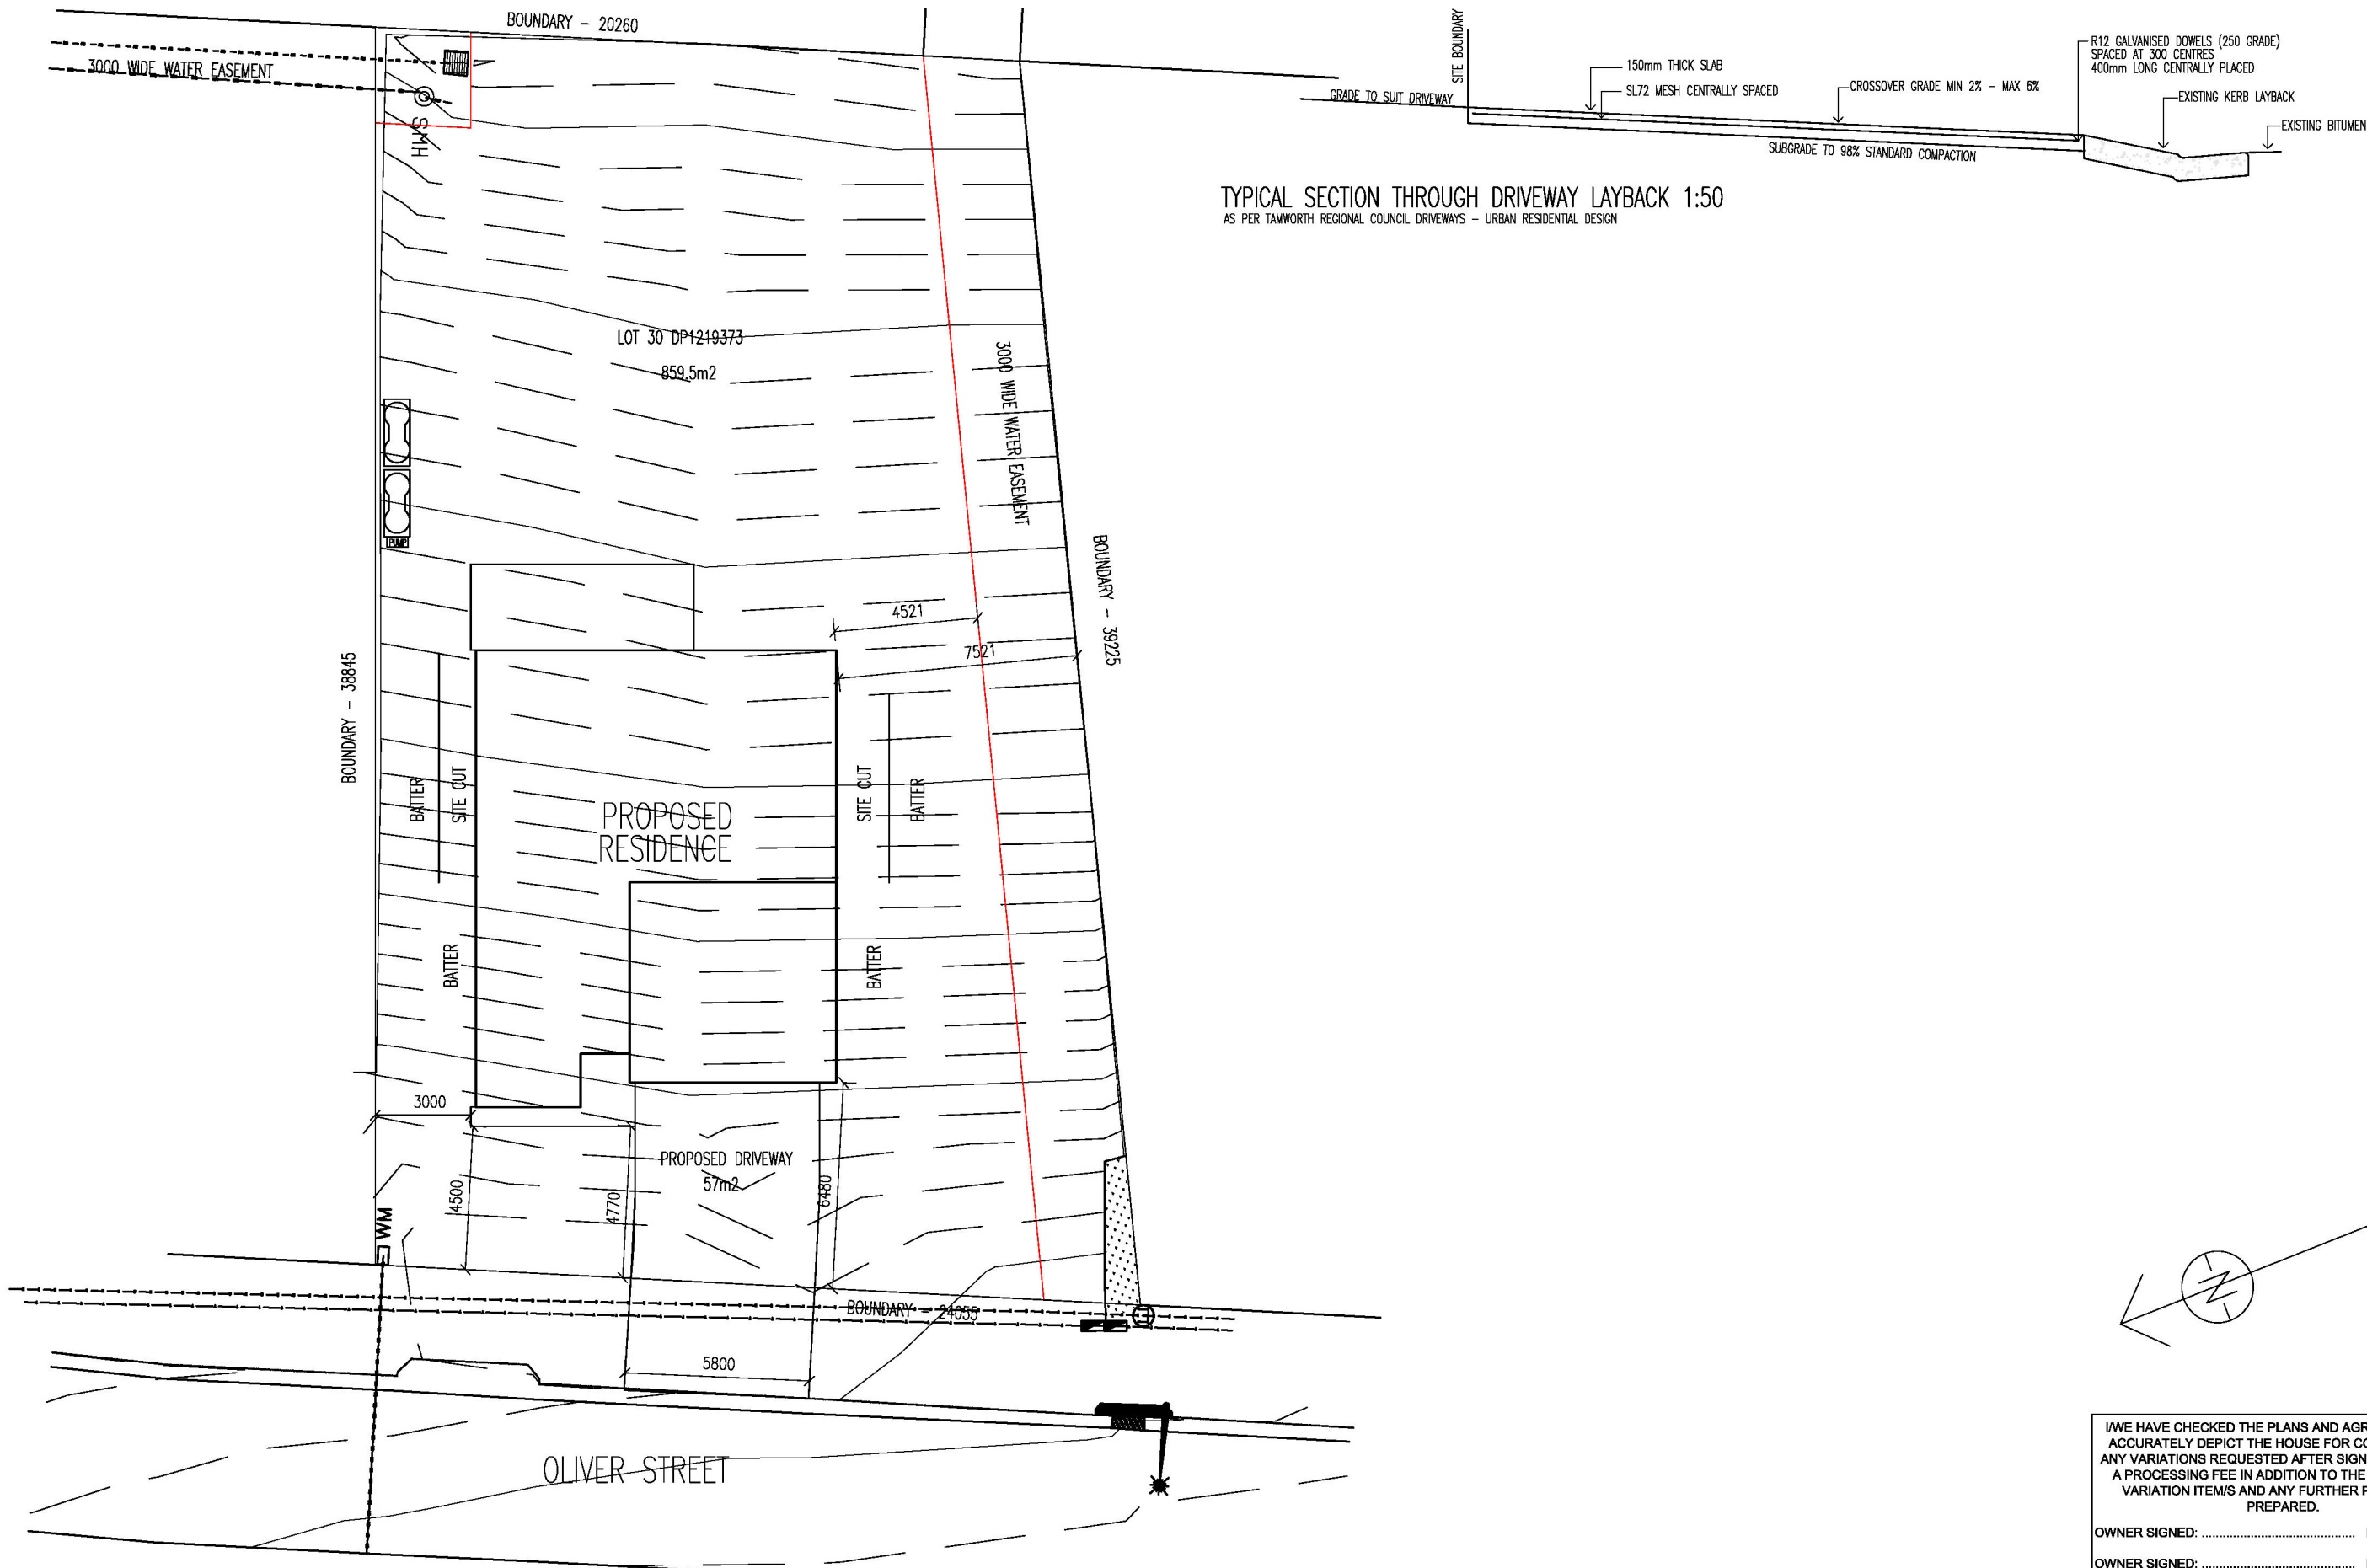 BOUNDARY - 20260
3000 WIDE WATER EASEMENT
SMH
LOT 30 DP1219373
859.5m2
3000 WIDE WATER EASEMENT
PUMP
BOUNDARY - 39225
4521
7521
BOUNDARY - 38845
BATTER
SITE CUT
PROPOSED
RESIDENCE
SITE CUT
BATTER
BATTER
BATTER
3000
PROPOSED DRIVEWAY
57m2
4500
4770
6480
WM
BOUNDARY - 24055
5800
OLIVER STREET
SITE BOUNDARY
GRADE TO SUIT DRIVEWAY
150mm THICK SLAB
SL72 MESH CENTRALLY SPACED
CROSSOVER GRADE MIN 2% - MAX 6%
R12 GALVANISED DOWELS (250 GRADE)
SPACED AT 300 CENTRES
400mm LONG CENTRALLY PLACED
EXISTING KERB LAYBACK
EXISTING BITUMEN
SUBGRADE TO 98% STANDARD COMPACTION
TYPICAL SECTION THROUGH DRIVEWAY LAYBACK 1:50
AS PER TAMWORTH REGIONAL COUNCIL DRIVEWAYS - URBAN RESIDENTIAL DESIGN
N
I/WE HAVE CHECKED THE PLANS AND AGR
ACCURATELY DEPICT THE HOUSE FOR CO
ANY VARIATIONS REQUESTED AFTER SIGN
A PROCESSING FEE IN ADDITION TO THE
VARIATION ITEM/S AND ANY FURTHER
PREPARED.
OWNER SIGNED: ............................................
OWNER SIGNED: ............................................